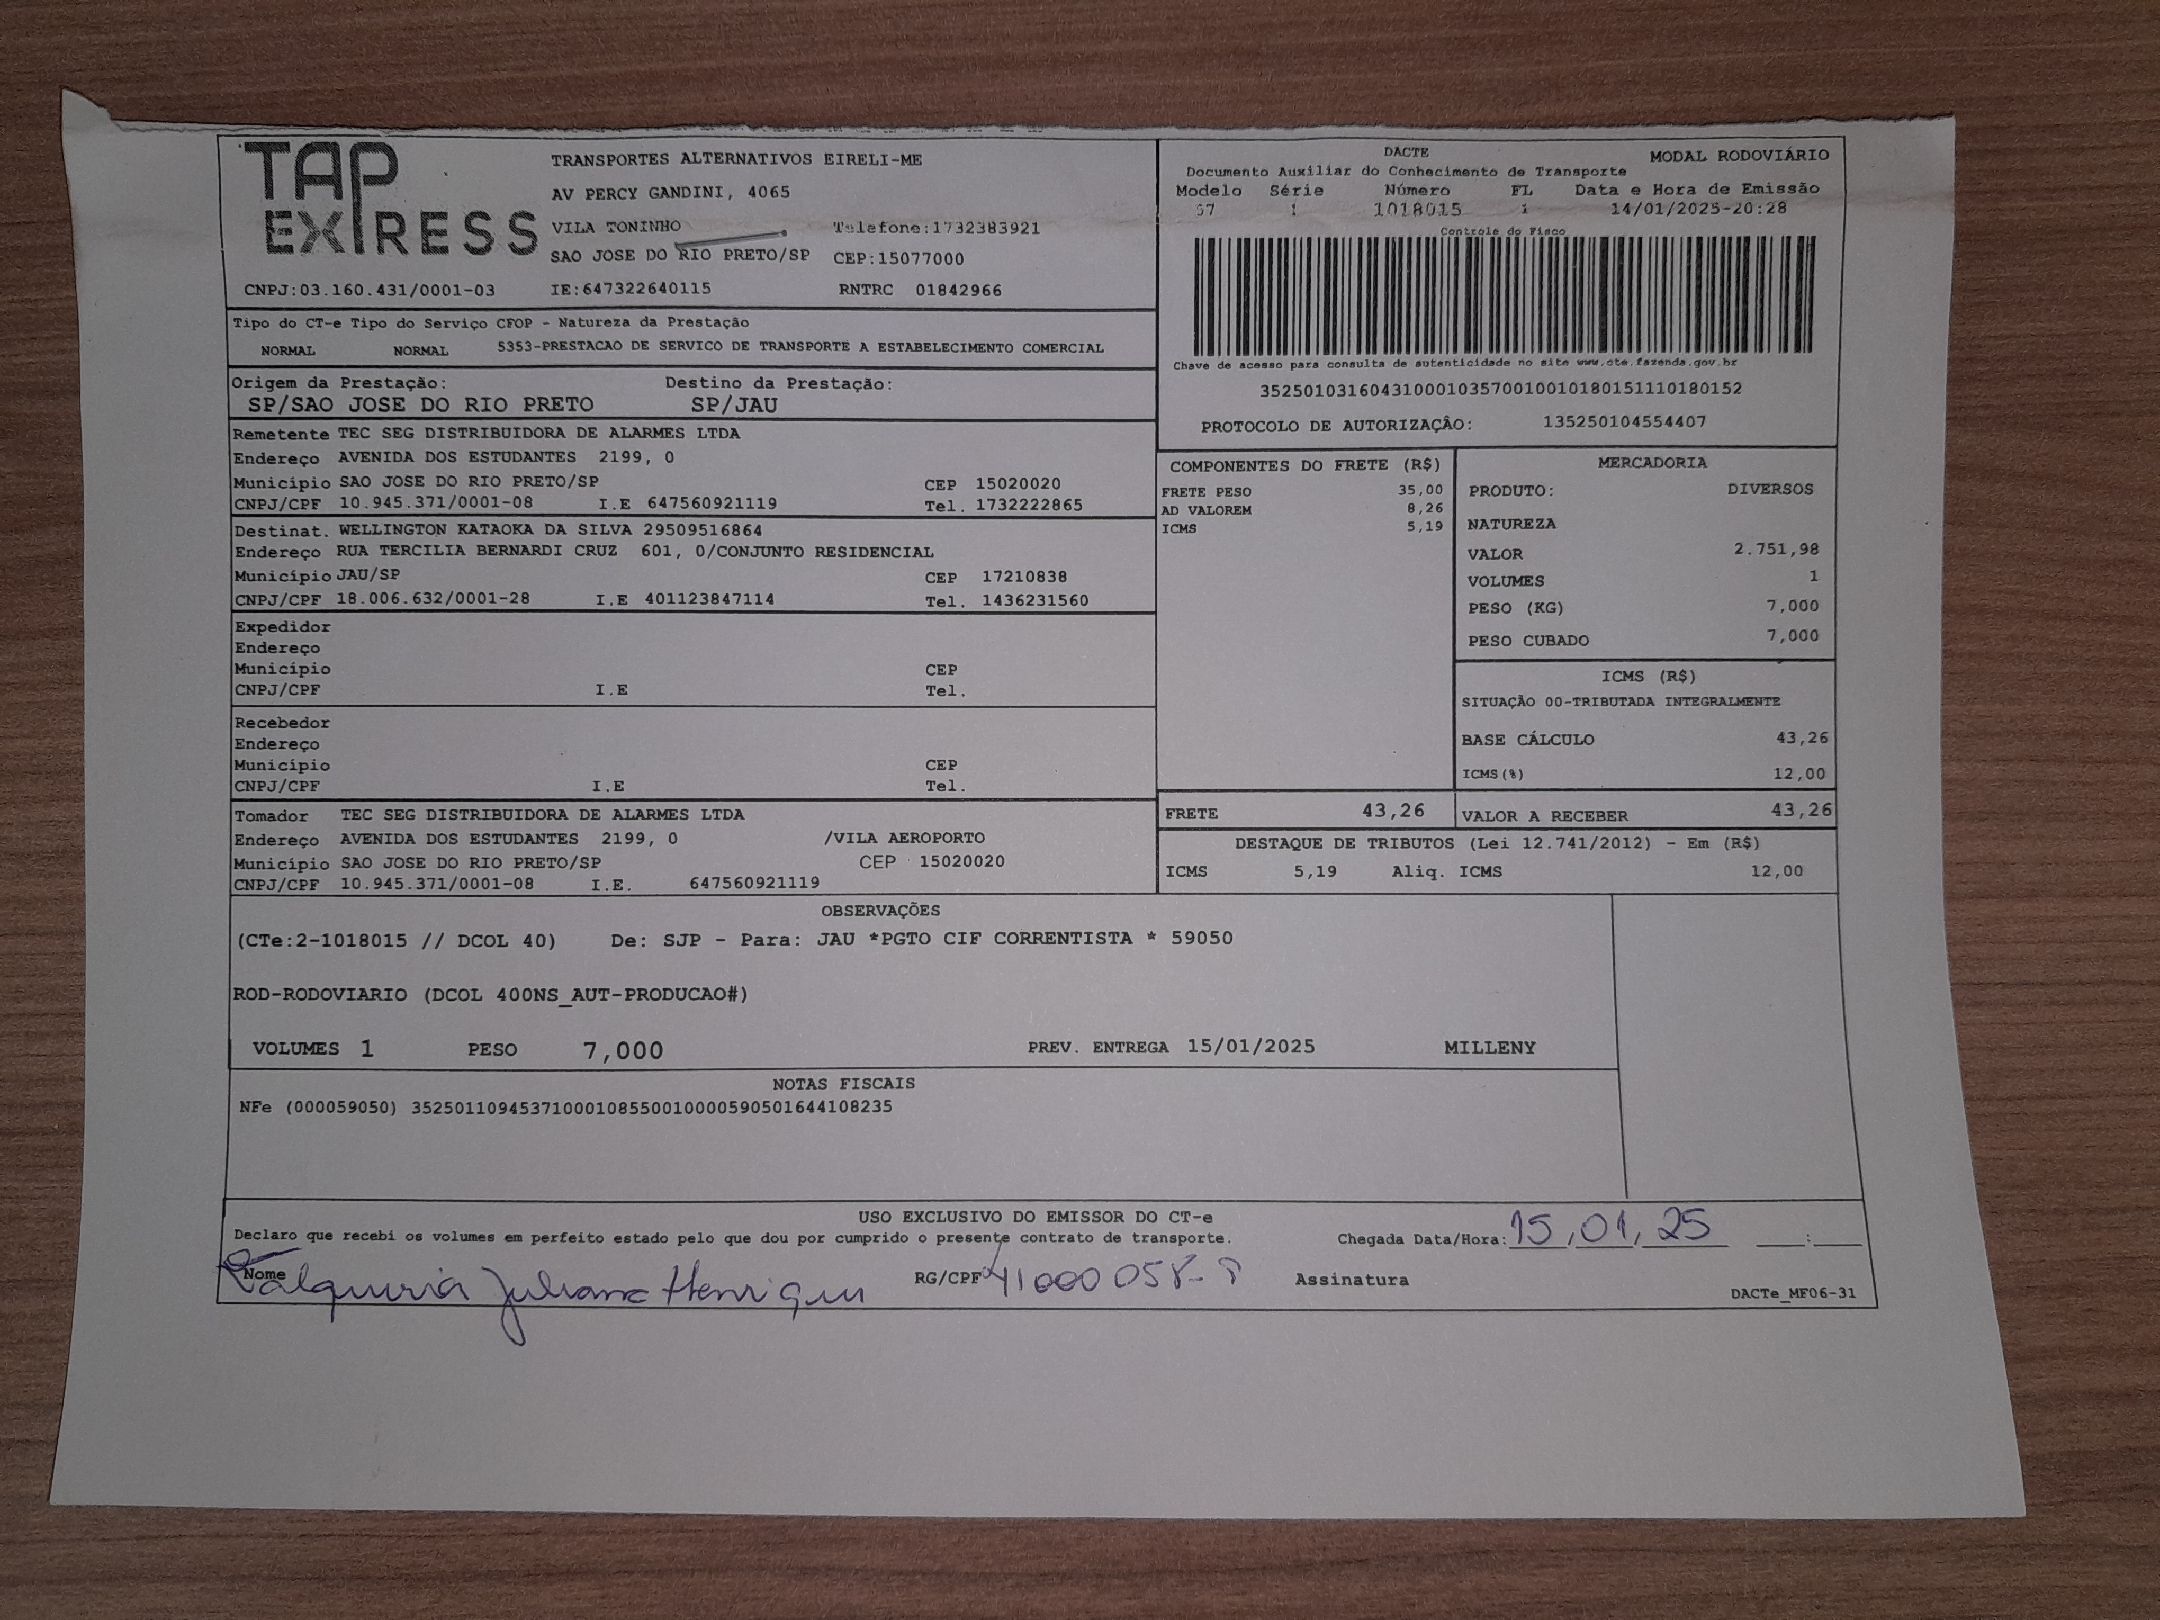 TAP EXPRESS
TRANSPORTES ALTERNATIVOS EIRELI-ME
AV PERCY GANDINI, 4065
VILA TONINHO Telefone:1732383921
SAO JOSE DO RIO PRETO/SP CEP:15077000
CNPJ:03.160.431/0001-03 IE:647322640115 RNTRC 01842966
DACTE MODAL RODOVIÁRIO
Documento Auxiliar do Conhecimento de Transporte
Modelo Série Número FL Data e Hora de Emissão
57 1 1018015 1 14/01/2025-20:28
Controle do Fisco
Chave de acesso para consulta de autenticidade no site www.cte.fazenda.gov.br
35250103160431000103570010010180151110180152
PROTOCOLO DE AUTORIZAÇÂO: 135250104554407
Tipo do CT-e Tipo do Serviço CFOP - Natureza da Prestação
NORMAL NORMAL 5353-PRESTACAO DE SERVICO DE TRANSPORTE A ESTABELECIMENTO COMERCIAL
Origem da Prestação: Destino da Prestação:
SP/SAO JOSE DO RIO PRETO SP/JAU
Remetente TEC SEG DISTRIBUIDORA DE ALARMES LTDA
Endereço AVENIDA DOS ESTUDANTES 2199, 0
Município SAO JOSE DO RIO PRETO/SP CEP 15020020
CNPJ/CPF 10.945.371/0001-08 I.E 647560921119 Tel. 1732222865
Destinat. WELLINGTON KATAOKA DA SILVA 29509516864
Endereço RUA TERCILIA BERNARDI CRUZ 601, 0/CONJUNTO RESIDENCIAL
Município JAU/SP CEP 17210838
CNPJ/CPF 18.006.632/0001-28 I.E 401123847114 Tel. 1436231560
Expedidor
Endereço
Município CEP
CNPJ/CPF I.E Tel.
Recebedor
Endereço
Município CEP
CNPJ/CPF I.E Tel.
Tomador TEC SEG DISTRIBUIDORA DE ALARMES LTDA
Endereço AVENIDA DOS ESTUDANTES 2199, 0 /VILA AEROPORTO
Município SAO JOSE DO RIO PRETO/SP CEP 15020020
CNPJ/CPF 10.945.371/0001-08 I.E. 647560921119
COMPONENTES DO FRETE (R$)
FRETE PESO 35,00
AD VALOREM 8,26
ICMS 5,19
MERCADORIA
PRODUTO: DIVERSOS
NATUREZA
VALOR 2.751,98
VOLUMES 1
PESO (KG) 7,000
PESO CUBADO 7,000
ICMS (R$)
SITUAÇÃO 00-TRIBUTADA INTEGRALMENTE
BASE CÁLCULO 43,26
ICMS(%) 12,00
FRETE 43,26 VALOR A RECEBER 43,26
DESTAQUE DE TRIBUTOS (Lei 12.741/2012) - Em (R$)
ICMS 5,19 Aliq. ICMS 12,00
OBSERVAÇÕES
(CTe:2-1018015 // DCOL 40) De: SJP - Para: JAU *PGTO CIF CORRENTISTA * 59050
ROD-RODOVIARIO (DCOL 400NS_AUT-PRODUCAO#)
VOLUMES 1 PESO 7,000 PREV. ENTREGA 15/01/2025 MILLENY
NOTAS FISCAIS
NFe (000059050) 35250110945371000108550010000590501644108235
USO EXCLUSIVO DO EMISSOR DO CT-e
Declaro que recebi os volumes em perfeito estado pelo que dou por cumprido o presente contrato de transporte. Chegada Data/Hora: 15,01,25 __:__
Nome Valquiria Juliana Henriqui RG/CPF 41000058-8 Assinatura
DACTe_MF06-31